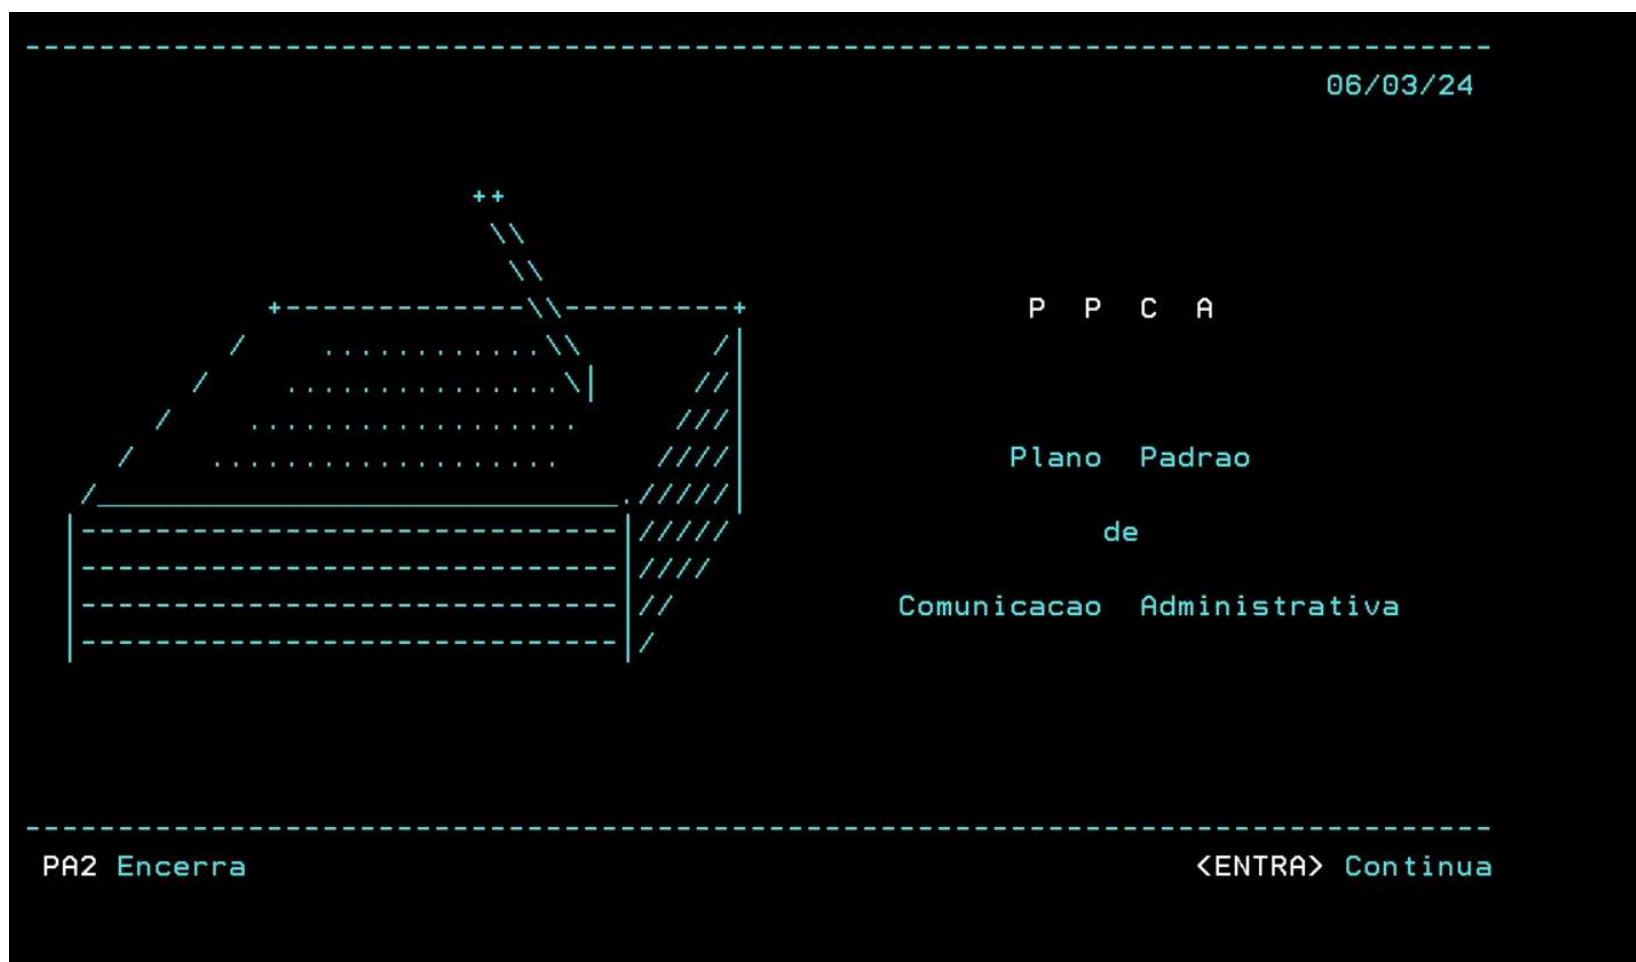 06/03/24
P P C A
Plano Padrao
de
Comunicacao Administrativa
PA2 Encerra <ENTRA> Continua